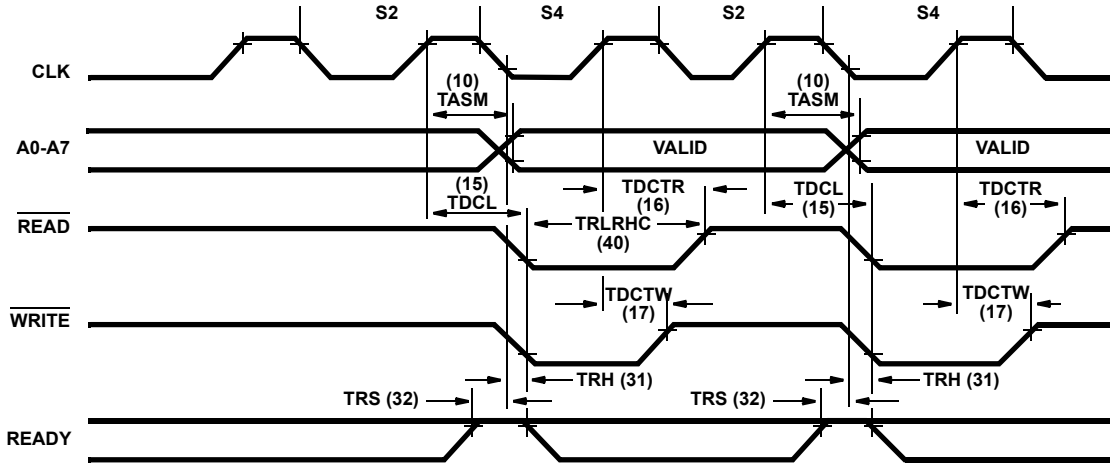 S2 S4 S2 S4
CLK
(10)
TASM
(10)
TASM
A0-A7
VALID
VALID
(15)
TDCL
TDCTR
(16)
TDCL
(15)
TDCTR
(16)
READ
TRLRHC
(40)
WRITE
TDCTW
(17)
TDCTW
(17)
TRH (31)
TRH (31)
TRS (32)
TRS (32)
READY